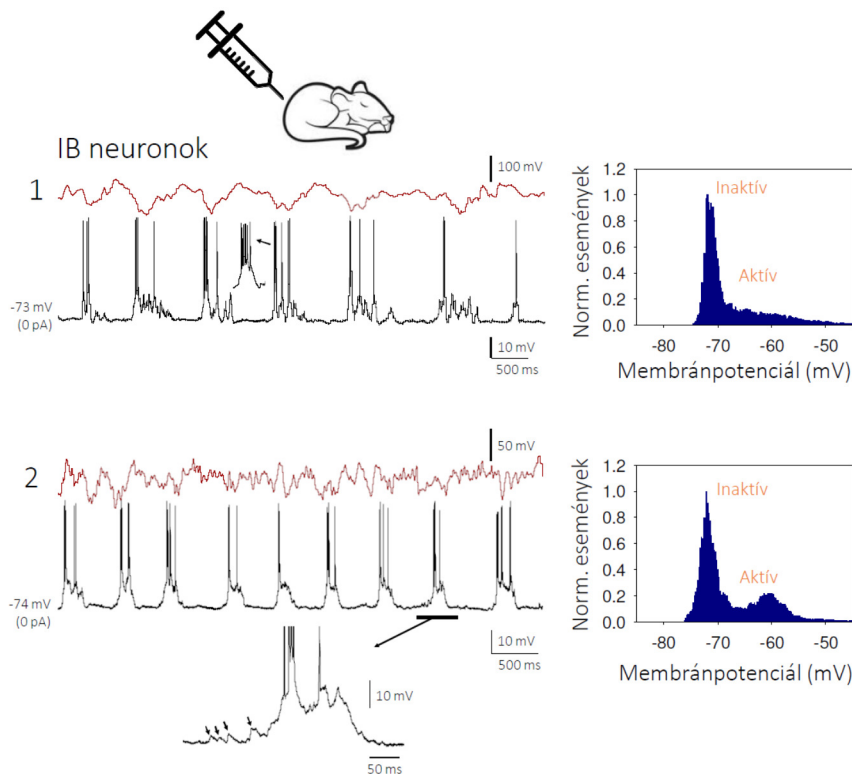 IB neuronok
1
100 mV
-73 mV
(0 pA)
10 mV
500 ms
Norm. események
1.2
1.0
0.8
0.6
0.4
0.2
0.0
Inaktív
Aktív
-80 -70 -60 -50
Membránpotenciál (mV)
2
50 mV
-74 mV
(0 pA)
10 mV
500 ms
10 mV
50 ms
Norm. események
1.2
1.0
0.8
0.6
0.4
0.2
0.0
Inaktív
Aktív
-80 -70 -60 -50
Membránpotenciál (mV)